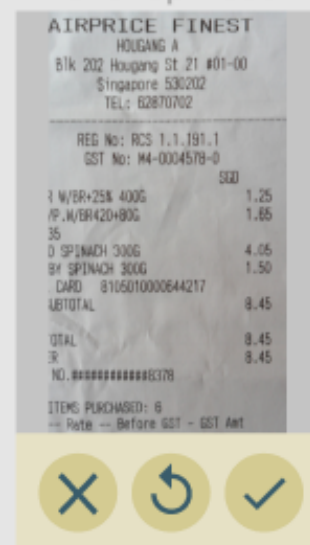 AIRPRICE FINEST
HOUGANG A
Blk 202 Hougang St 21 #01-00
Singapore 530202
TEL: 62870702
REG No: RCS 1.1.191.1
GST No: M4-0004578-0
SGD
R W/BR+25% 400G 1.25
/P.W/BR420+80G 1.65
35
O SPINACH 300G 4.05
BY SPINACH 300G 1.50
CARD 8105010000644217
UBTOTAL 8.45
OTAL 8.45
ER 8.45
NO.############8378
ITEMS PURCHASED: 6
-- Rate -- Before GST - GST Amt